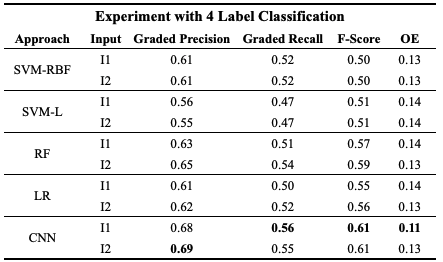 Experiment with 4 Label Classification
Approach Input Graded Precision Graded Recall F-Score OE
SVM-RBF I1 0.61 0.52 0.50 0.13
I2 0.61 0.52 0.50 0.13
SVM-L I1 0.56 0.47 0.51 0.14
I2 0.55 0.47 0.51 0.14
RF I1 0.63 0.51 0.57 0.14
I2 0.65 0.54 0.59 0.13
LR I1 0.61 0.50 0.55 0.14
I2 0.62 0.52 0.56 0.13
CNN I1 0.68 0.56 0.61 0.11
I2 0.69 0.55 0.61 0.13